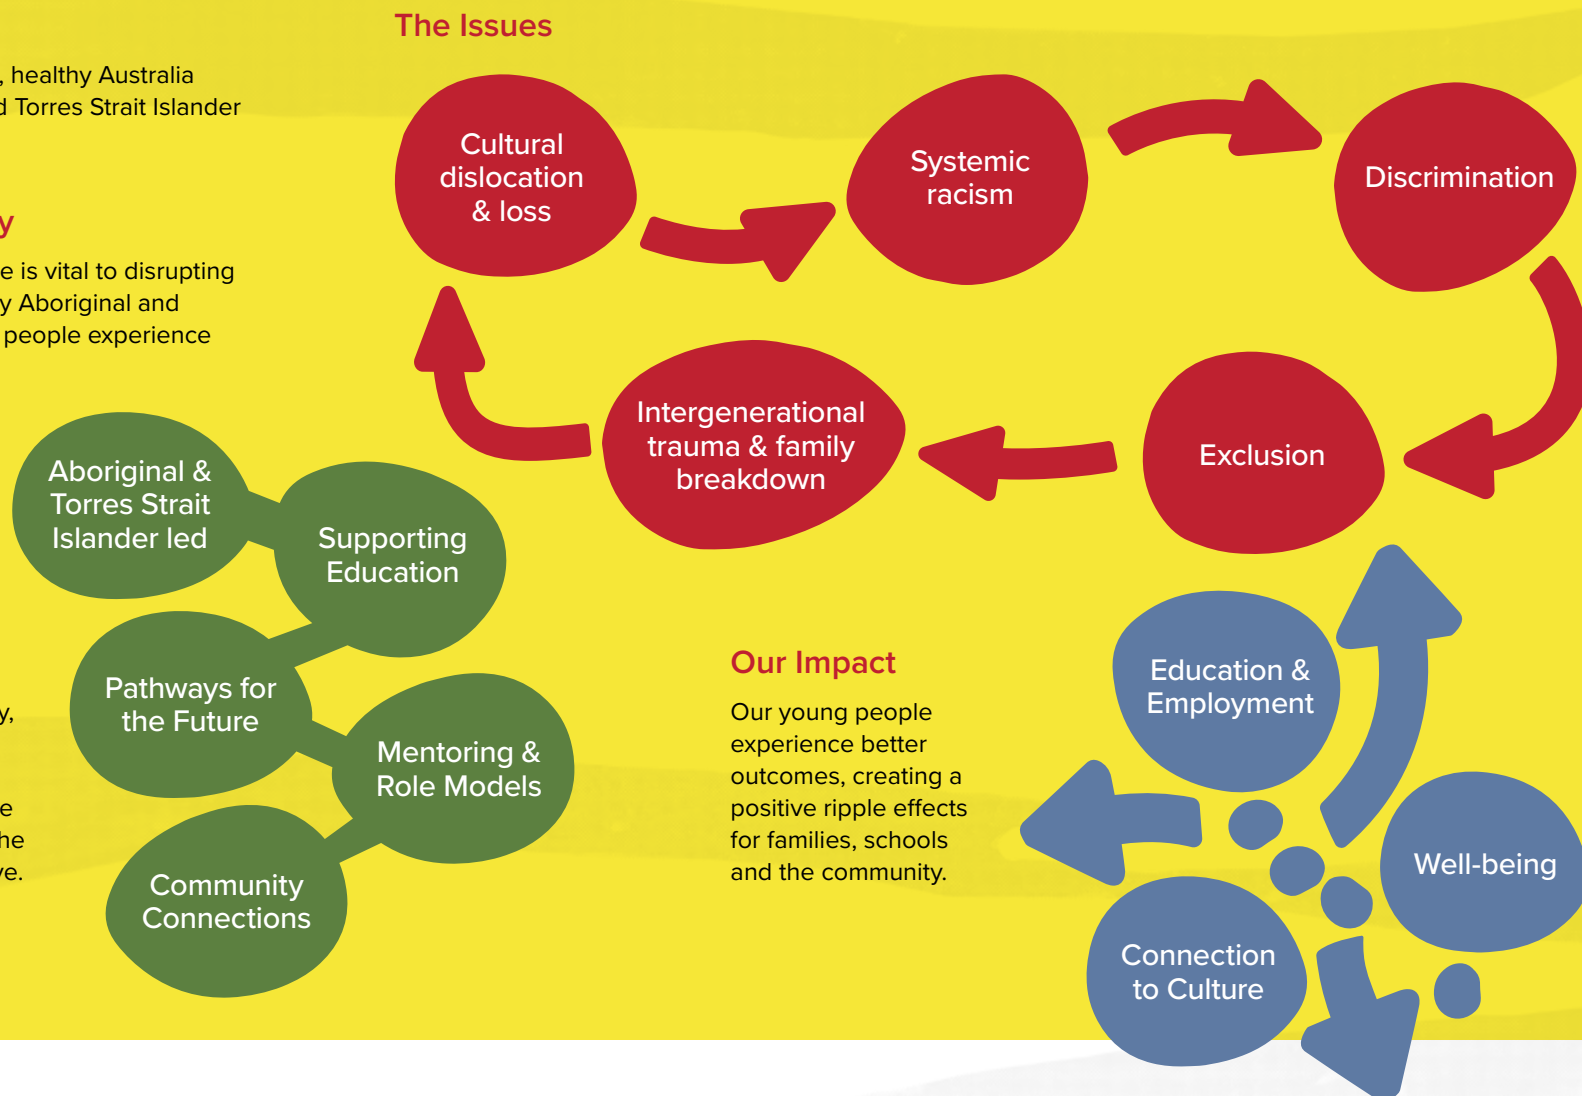 The Issues
, healthy Australia
d Torres Strait Islander
y
e is vital to disrupting
y Aboriginal and
people experience
Cultural
dislocation
& loss
Systemic
racism
Discrimination
Exclusion
Intergenerational
trauma & family
breakdown
Aboriginal &
Torres Strait
Islander led
Supporting
Education
Pathways for
the Future
Mentoring &
Role Models
Community
Connections
y,
e
he
ve.
Our Impact
Our young people
experience better
outcomes, creating a
positive ripple effects
for families, schools
and the community.
Education &
Employment
Well-being
Connection
to Culture